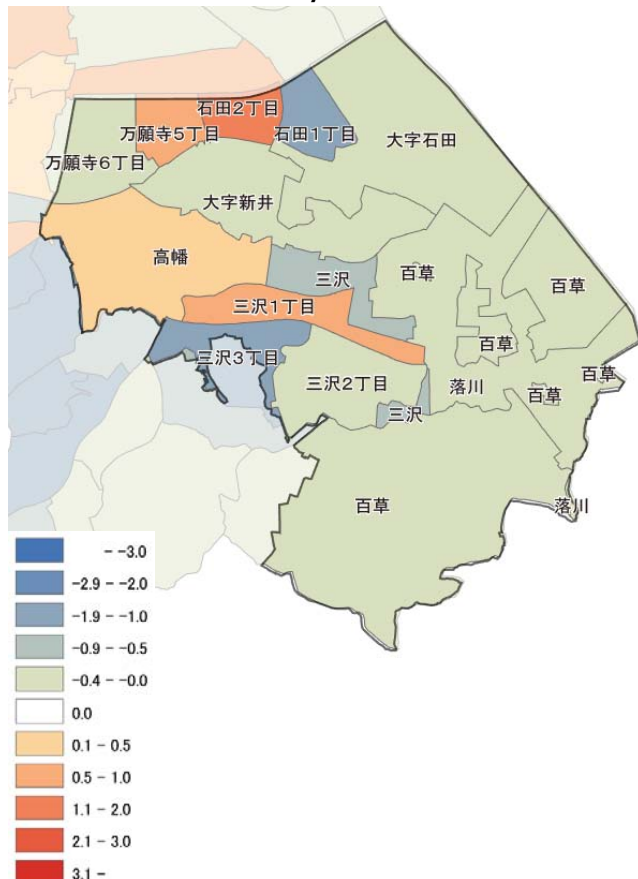 石田2丁目
万願寺5丁目
石田1丁目
大字石田
万願寺6丁目
大字新井
高幡
三沢
百草
百草
三沢1丁目
百草
三沢3丁目
三沢2丁目
落川
百草
百草
三沢
百草
落川
- -3.0
-2.9 - -2.0
-1.9 - -1.0
-0.9 - -0.5
-0.4 - -0.0
0.0
0.1 - 0.5
0.5 - 1.0
1.1 - 2.0
2.1 - 3.0
3.1 -